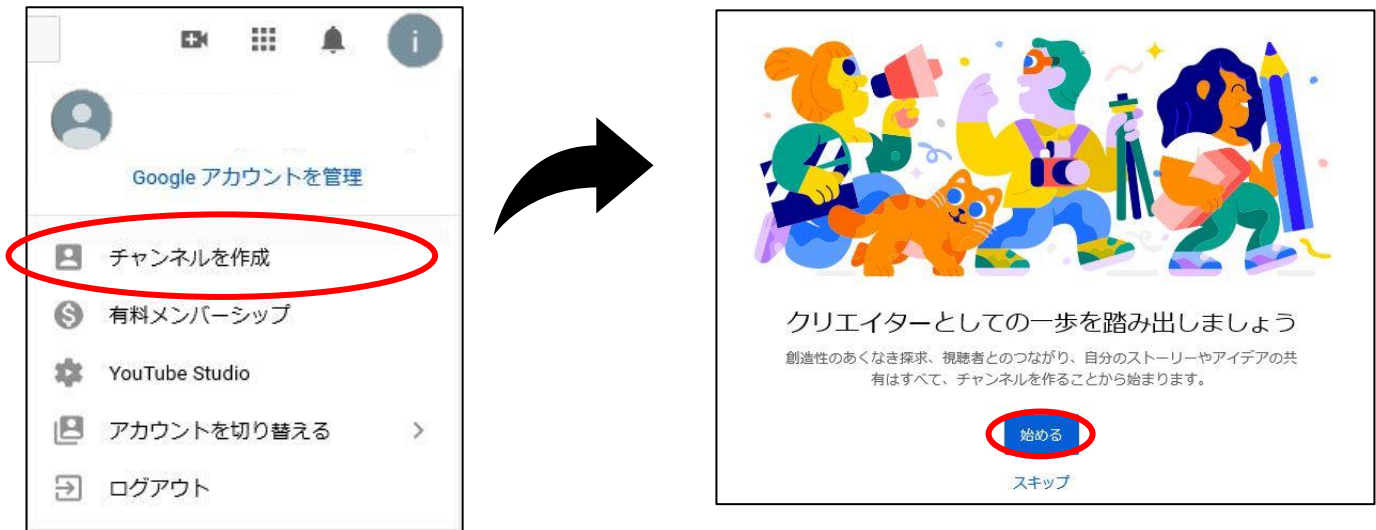 i
Google アカウントを管理
チャンネルを作成
有料メンバーシップ
YouTube Studio
アカウントを切り替える
ログアウト
クリエイターとしての一歩を踏み出しましょう
創造性のあくなき探求、視聴者とのつながり、自分のストーリーやアイデアの共
有はすべて、チャンネルを作ることから始まります。
始める
スキップ